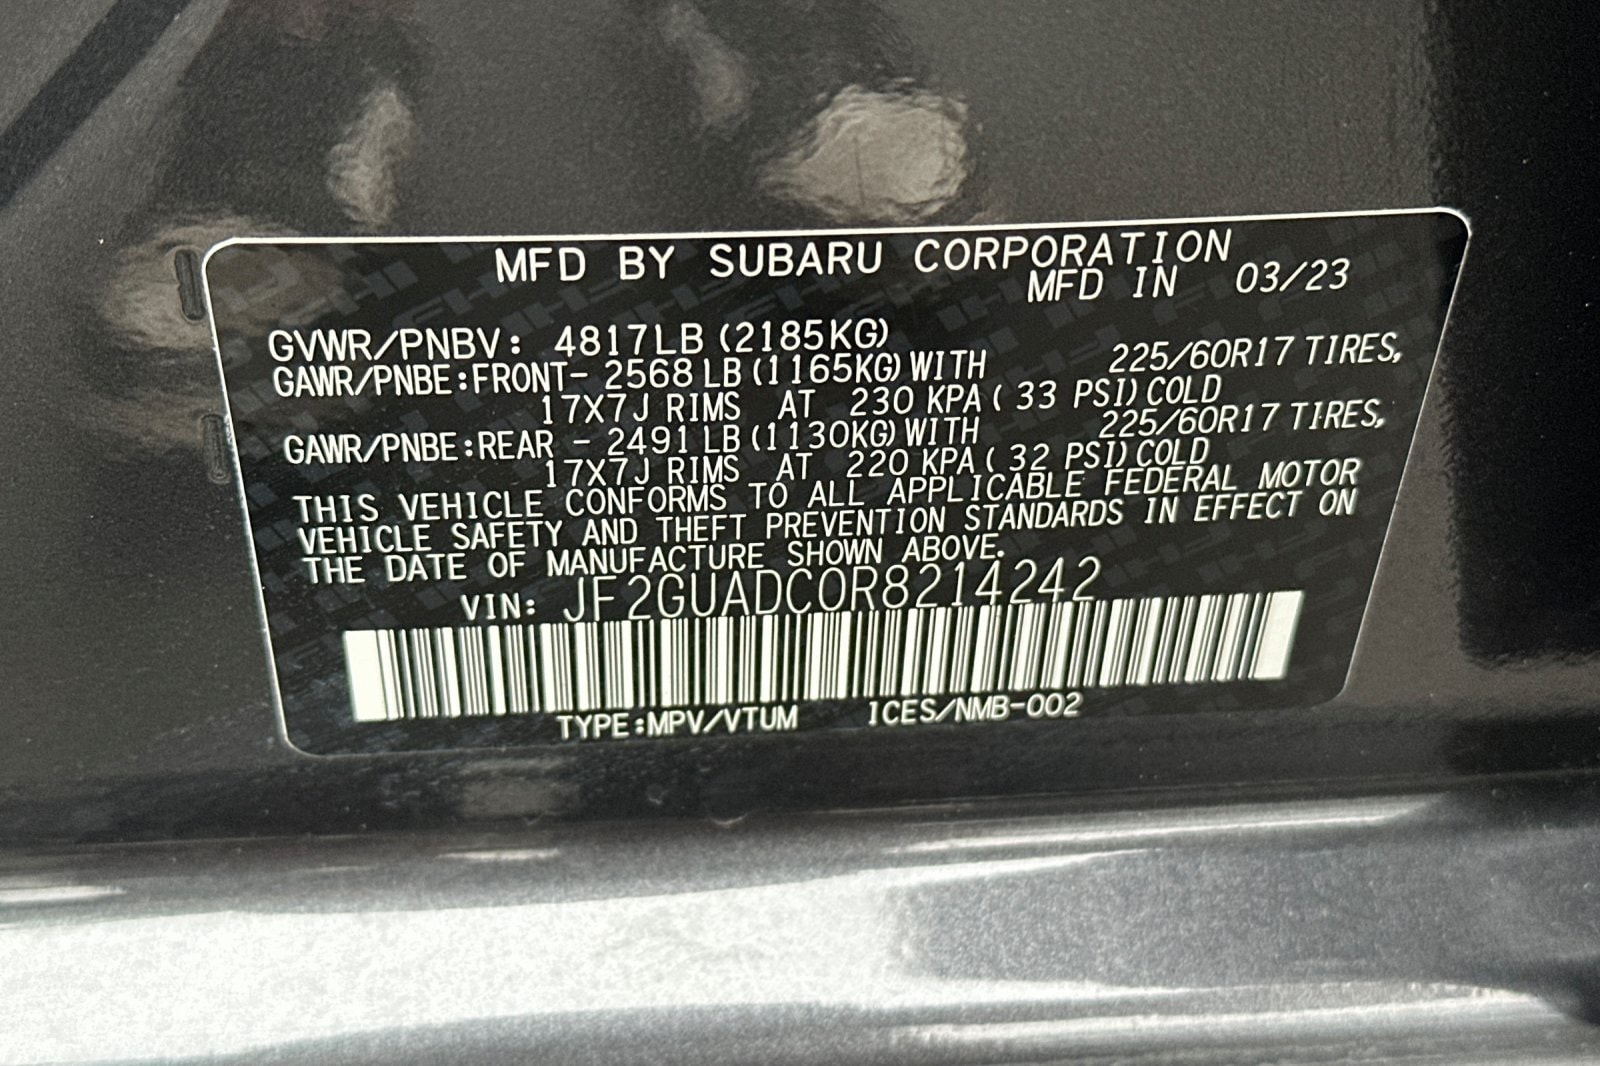 MFD BY SUBARU CORPORATION
MFD IN 03/23
GVWR/PNBV: 4817LB (2185KG)
GAWR/PNBE:FRONT- 2568 LB (1165KG) WITH 225/60R17 TIRES,
17X7J RIMS AT 230 KPA ( 33 PSI) COLD
GAWR/PNBE:REAR - 2491 LB (1130KG) WITH 225/60R17 TIRES,
17X7J RIMS AT 220 KPA ( 32 PSI) COLD
THIS VEHICLE CONFORMS TO ALL APPLICABLE FEDERAL MOTOR
VEHICLE SAFETY AND THEFT PREVENTION STANDARDS IN EFFECT ON
THE DATE OF MANUFACTURE SHOWN ABOVE.
VIN: JF2GUADC0R8214242
TYPE:MPV/VTUM ICES/NMB-002